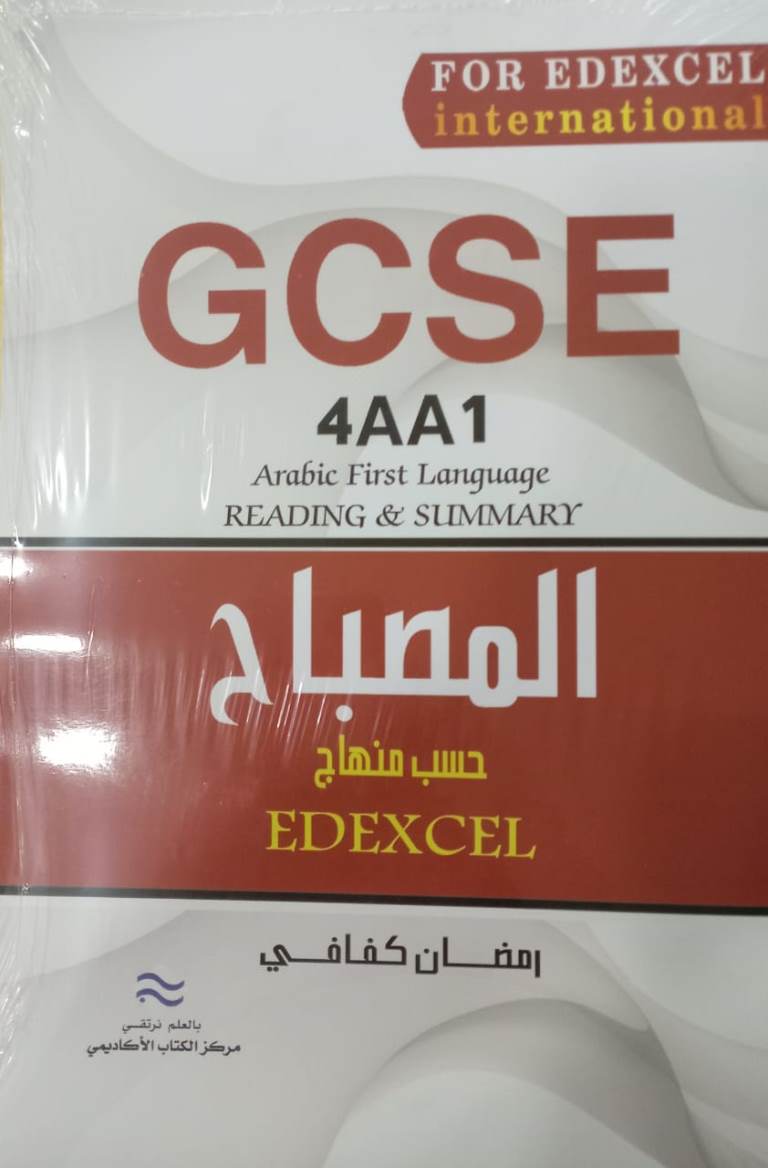 FOR EDEXCEL
international
GCSE
4AA1
Arabic First Language
READING & SUMMARY
المصباح
حسب منهاج
EDEXCEL
رمضان كفافي
بالعلم نرتقي
مركز الكتاب الأكاديمي